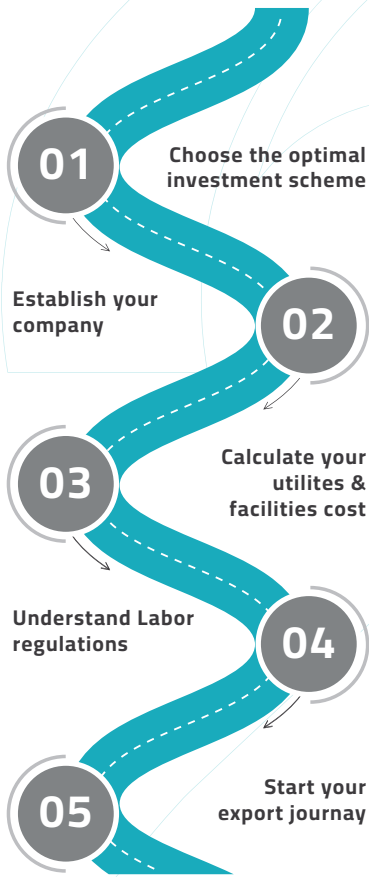 01
Choose the optimal
investment scheme
Establish your
company
02
Calculate your
utilites &
facilities cost
03
Understand Labor
regulations
04
Start your
export journay
05